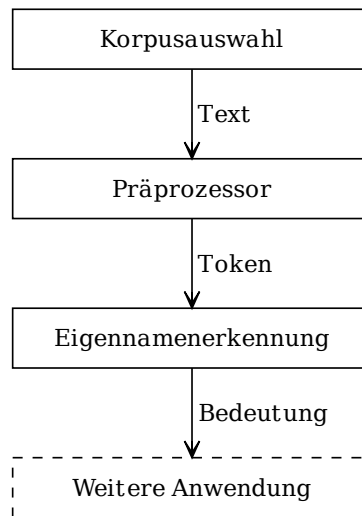 Korpusauswahl
Text
Präprozessor
Token
Eigennamenerkennung
Bedeutung
Weitere Anwendung